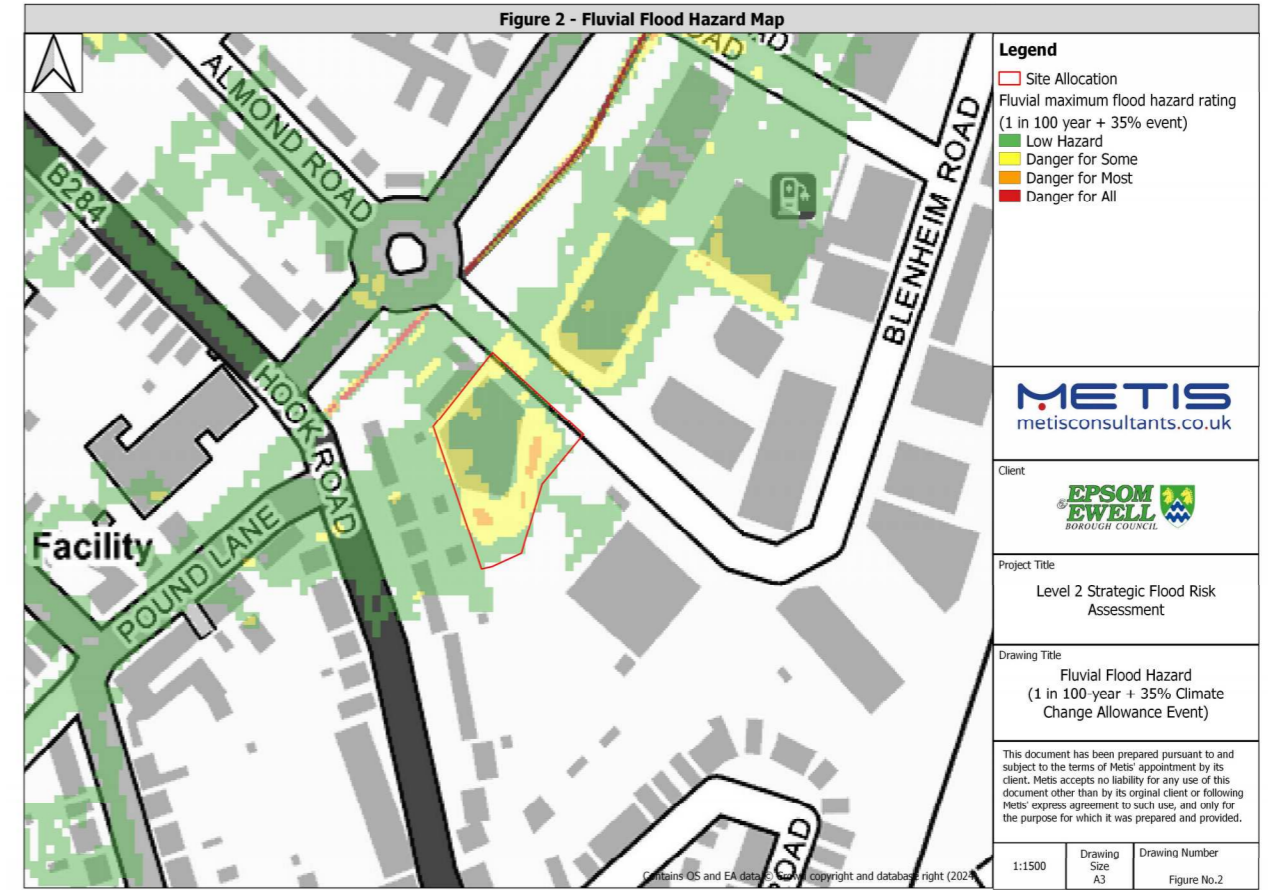 Figure 2 - Fluvial Flood Hazard Map
ALMOND ROAD
B284
HOOK ROAD
POUND LANE
Facility
ROAD
AD
BLENHEIM ROAD
ROAD
Contains OS and EA data © Crown copyright and database right (2024
Legend
Site Allocation
Fluvial maximum flood hazard rating
(1 in 100 year + 35% event)
Low Hazard
Danger for Some
Danger for Most
Danger for All
METIS
metisconsultants.co.uk
Client
EPSOM
& EWELL
BOROUGH COUNCIL
Project Title
Level 2 Strategic Flood Risk
Assessment
Drawing Title
Fluvial Flood Hazard
(1 in 100-year + 35% Climate
Change Allowance Event)
This document has been prepared pursuant to and
subject to the terms of Metis' appointment by its
client. Metis accepts no liability for any use of this
document other than by its orginal client or following
Metis' express agreement to such use, and only for
the purpose for which it was prepared and provided.
1:1500
Drawing
Size
A3
Drawing Number
Figure No.2